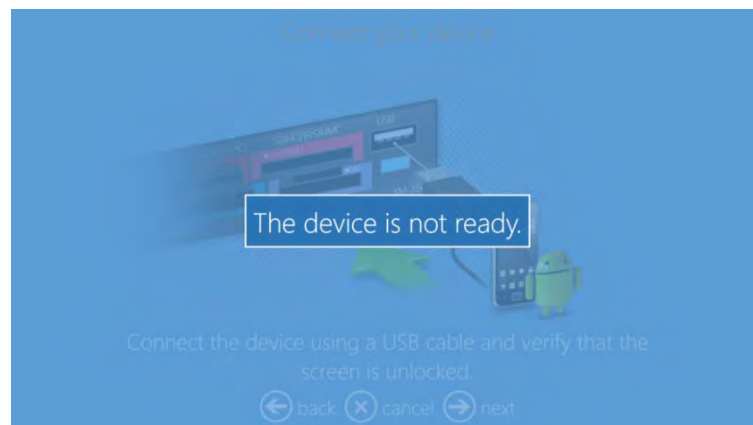 Connect your device
USB
The device is not ready.
Connect the device using a USB cable and verify that the
screen is unlocked.
back cancel next